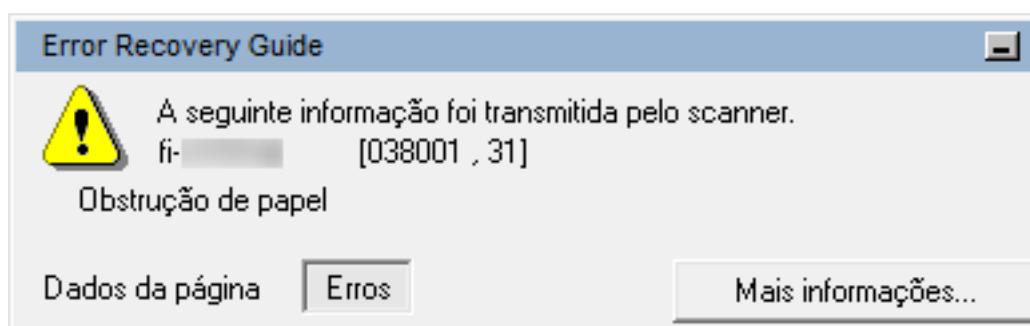 Error Recovery Guide
A seguinte informação foi transmitida pelo scanner.
fi- [038001 , 31]
Obstrução de papel
Dados da página Erros Mais informações...